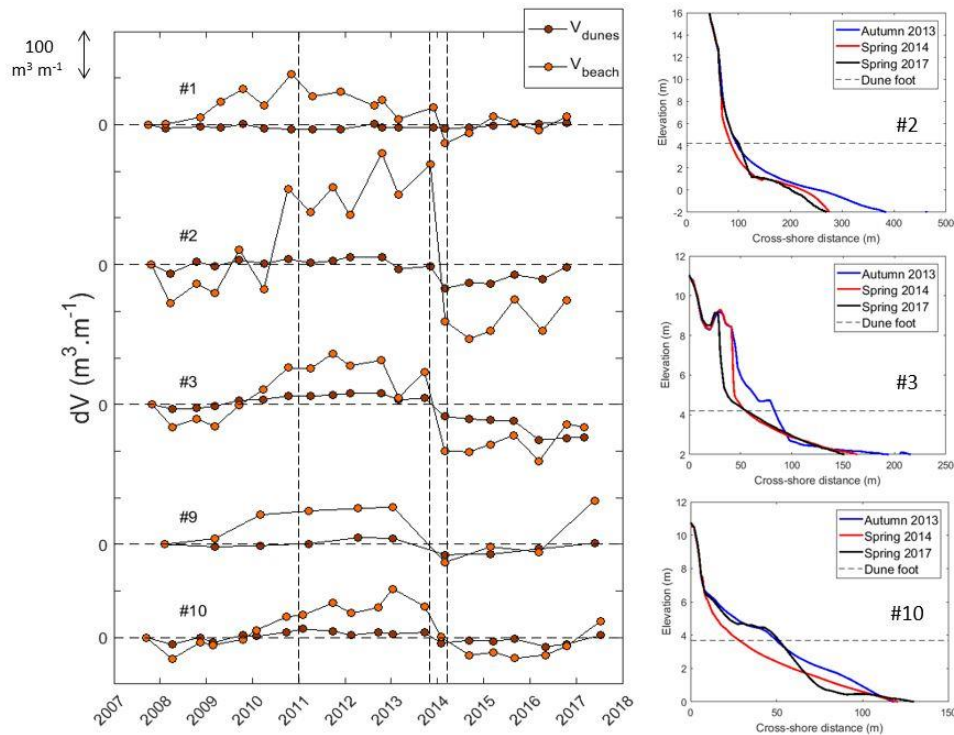 100
m³ m⁻¹
V dunes
V beach
#1
0
#2
0
#3
0
#9
0
#10
0
dV (m³.m⁻¹)
2007 2008 2009 2010 2011 2012 2013 2014 2015 2016 2017 2018
16
14
12
10
8
6
4
2
0
-2
Elevation (m)
Autumn 2013
Spring 2014
Spring 2017
Dune foot
#2
0 100 200 300 400 500
Cross-shore distance (m)
12
10
8
6
4
2
Elevation (m)
Autumn 2013
Spring 2014
Spring 2017
Dune foot
#3
0 50 100 150 200 250
Cross-shore distance (m)
12
10
8
6
4
2
0
Elevation (m)
Autumn 2013
Spring 2014
Spring 2017
Dune foot
#10
0 50 100 150
Cross-shore distance (m)